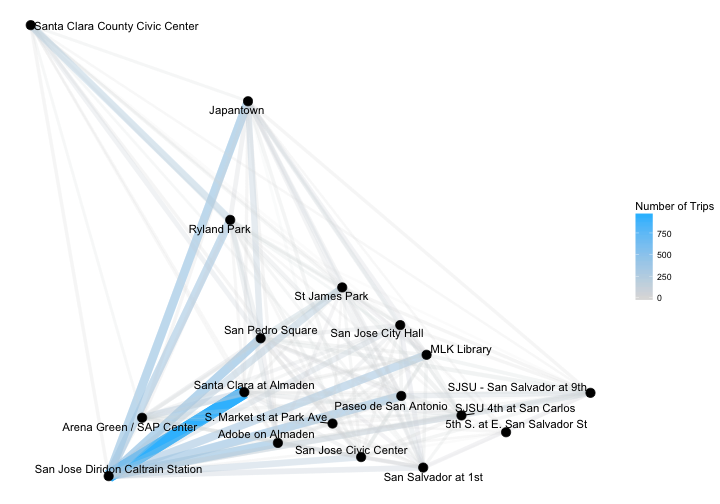 Santa Clara County Civic Center
Japantown
Number of Trips
750
500
250
0
Ryland Park
St James Park
San Pedro Square
San Jose City Hall
MLK Library
Santa Clara at Almaden
SJSU - San Salvador at 9th
Paseo de San Antonio
SJSU 4th at San Carlos
S. Market st at Park Ave
Arena Green / SAP Center
5th S. at E. San Salvador St
Adobe on Almaden
San Jose Civic Center
San Jose Diridon Caltrain Station
San Salvador at 1st